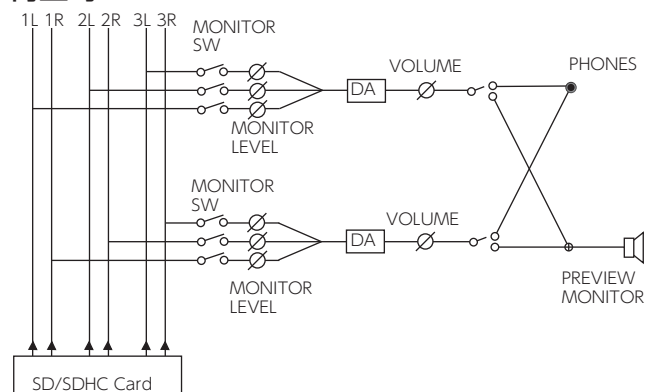 1L 1R 2L 2R 3L 3R
MONITOR
SW
VOLUME
PHONES
DA
MONITOR
LEVEL
MONITOR
SW
VOLUME
DA
MONITOR
LEVEL
PREVIEW
MONITOR
SD/SDHC Card